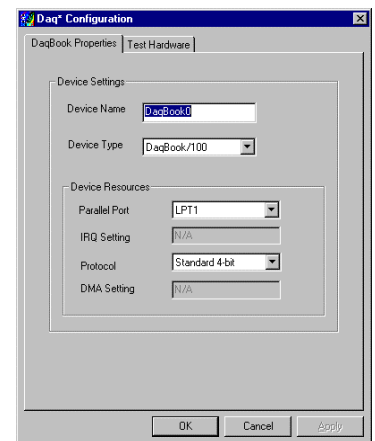 Daq* Configuration
DaqBook Properties Test Hardware
Device Settings
Device Name DaqBook0
Device Type DaqBook/100
Device Resources
Parallel Port LPT1
IRQ Setting N/A
Protocol Standard 4-bit
DMA Setting N/A
OK Cancel Apply